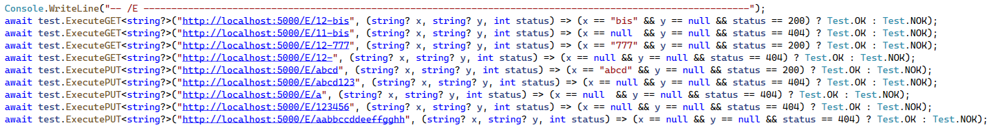 Console.WriteLine("-- /E -----------------------------------------------------------------------------------------------------------");
await test.ExecuteGET<string?>("http://localhost:5000/E/12-bis", (string? x, string? y, int status) => (x == "bis" && y == null && status == 200) ? Test.OK : Test.NOK);
await test.ExecuteGET<string?>("http://localhost:5000/E/11-bis", (string? x, string? y, int status) => (x == null  && y == null && status == 404) ? Test.OK : Test.NOK);
await test.ExecuteGET<string?>("http://localhost:5000/E/12-777", (string? x, string? y, int status) => (x == "777" && y == null && status == 200) ? Test.OK : Test.NOK);
await test.ExecuteGET<string?>("http://localhost:5000/E/12-", (string? x, string? y, int status) => (x == null && y == null && status == 404) ? Test.OK : Test.NOK);
await test.ExecutePUT<string?>("http://localhost:5000/E/abcd", (string? x, string? y, int status) => (x == "abcd" && y == null && status == 200) ? Test.OK : Test.NOK);
await test.ExecutePUT<string?>("http://localhost:5000/E/abcd123", (string? x, string? y, int status) => (x == null && y == null && status == 404) ? Test.OK : Test.NOK);
await test.ExecutePUT<string?>("http://localhost:5000/E/a", (string? x, string? y, int status) => (x == null  && y == null && status == 404) ? Test.OK : Test.NOK);
await test.ExecutePUT<string?>("http://localhost:5000/E/123456", (string? x, string? y, int status) => (x == null && y == null && status == 404) ? Test.OK : Test.NOK);
await test.ExecutePUT<string?>("http://localhost:5000/E/aabbccddeeffgghh", (string? x, string? y, int status) => (x == null && y == null && status == 404) ? Test.OK : Test.NOK);